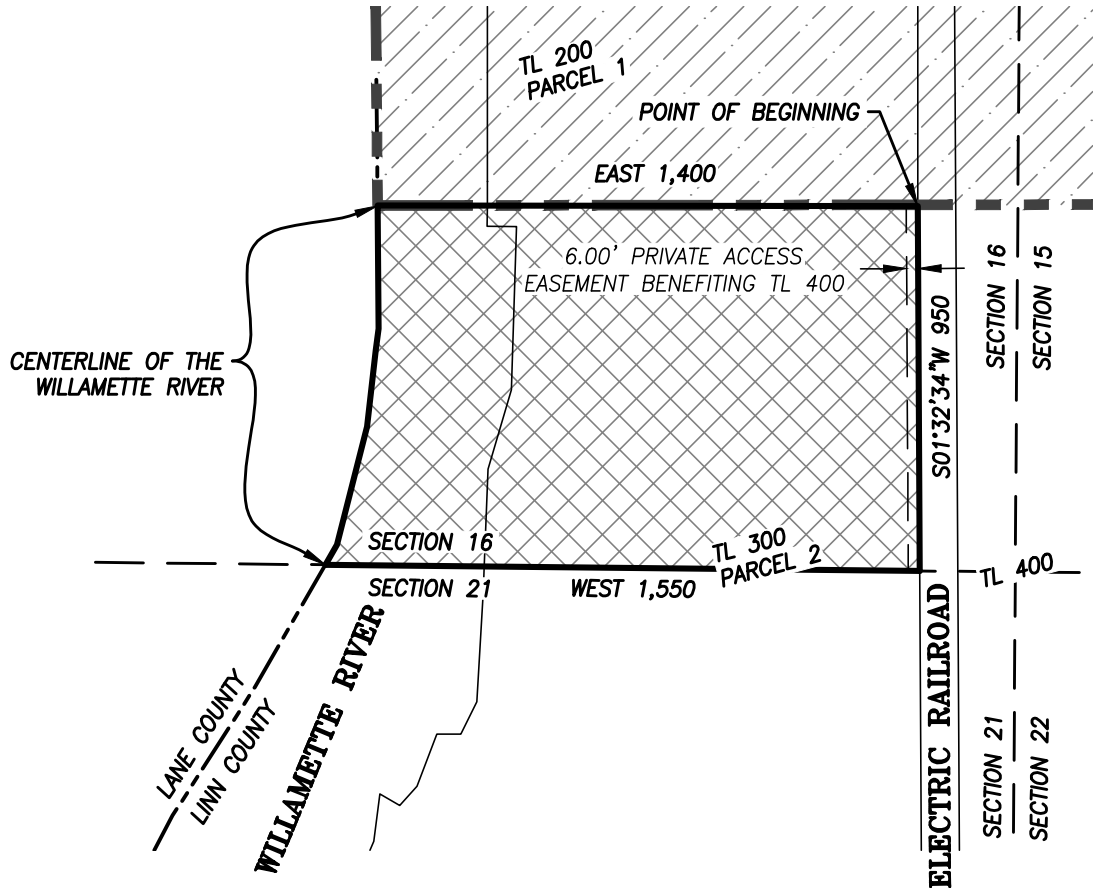 TL 200
PARCEL 1
POINT OF BEGINNING
EAST 1,400
6.00' PRIVATE ACCESS
EASEMENT BENEFITING TL 400
SECTION 16
SECTION 15
S01°32'34"W 950
CENTERLINE OF THE
WILLAMETTE RIVER
SECTION 16
TL 300
PARCEL 2
SECTION 21
WEST 1,550
TL 400
LANE COUNTY
LINN COUNTY
WILLAMETTE RIVER
ELECTRIC RAILROAD
SECTION 21
SECTION 22